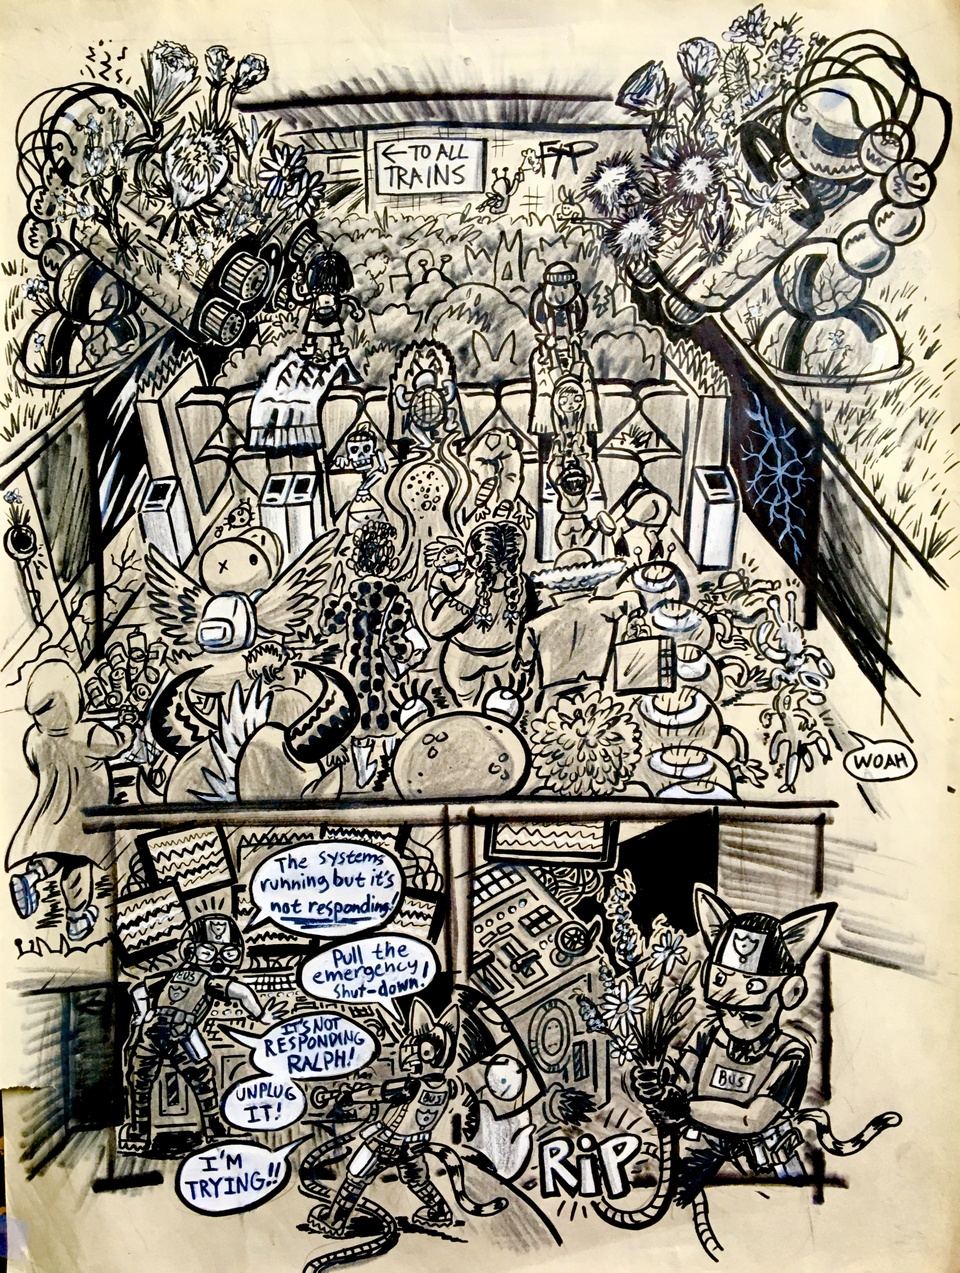 ←TO ALL
TRAINS
WOAH
The systems
running but it's
not responding
Pull the
emergency
shut-down!
IT'S NOT
RESPONDING
RALPH!
UNPLUG
IT!
I'M
TRYING!!
BUS
BUS
BUS
RiP